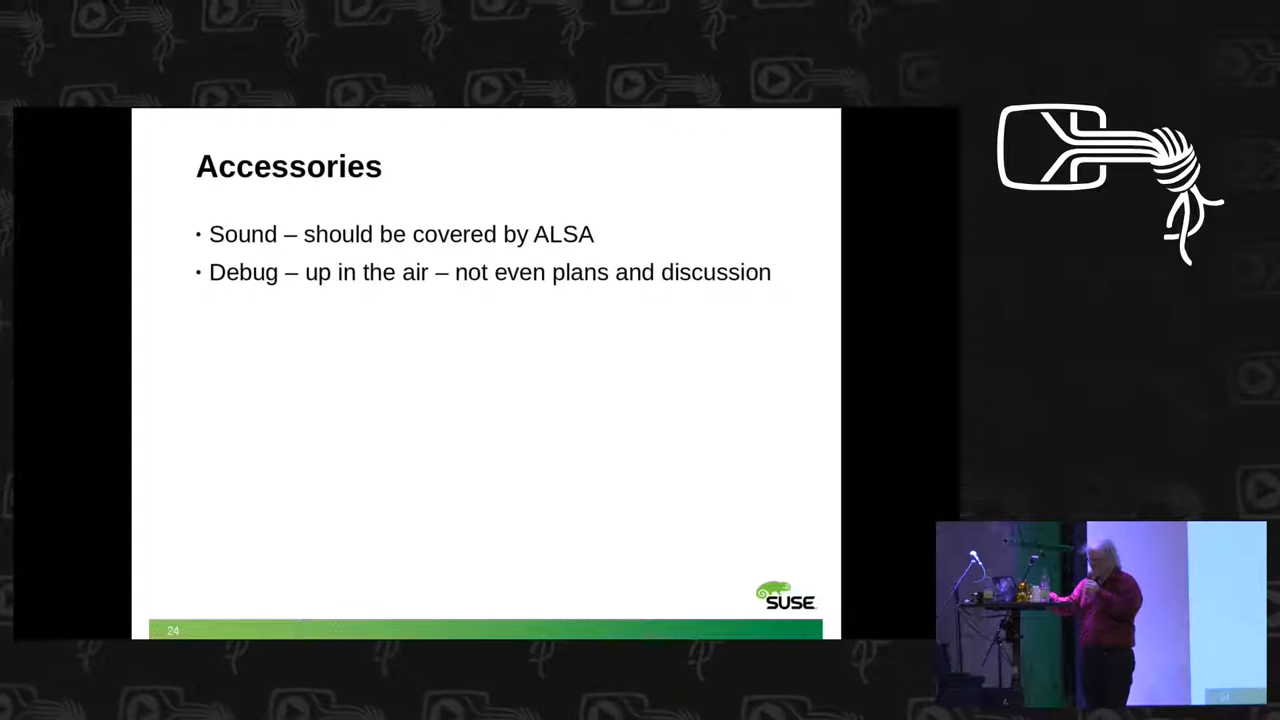 Accessories
• Sound – should be covered by ALSA
• Debug – up in the air – not even plans and discussion
SUSE
24